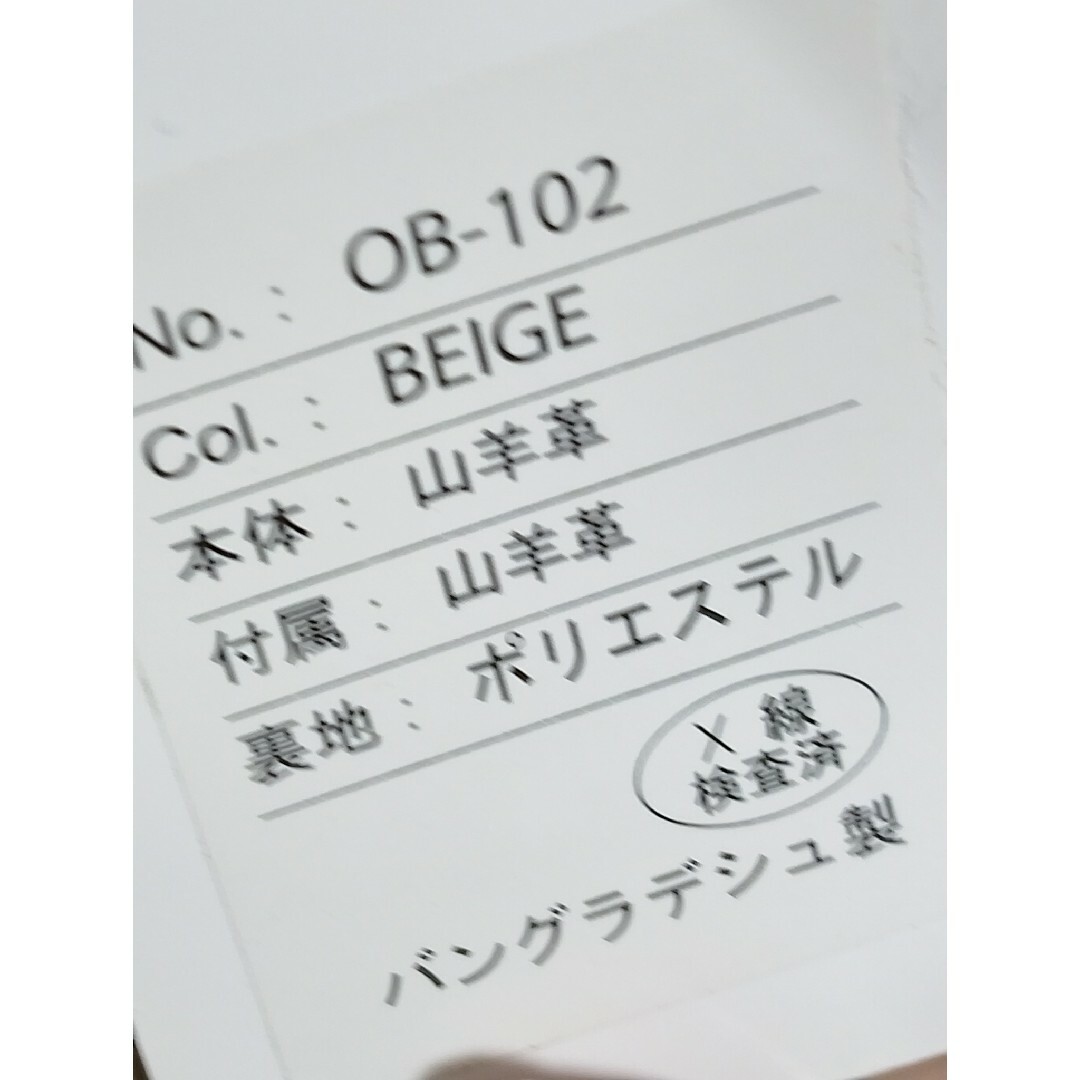 No. : OB-102
Col. : BEIGE
本体 : 山羊革
付属 : 山羊革
裏地 : ポリエステル
X 線
検査済
バングラデシュ製